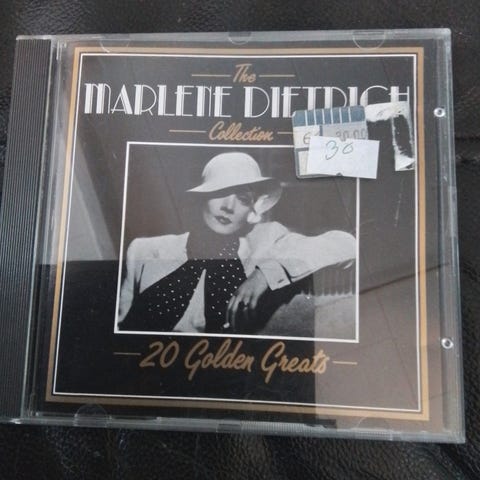 The
MARLENE DIETRICH
Collection
30
20 Golden Greats